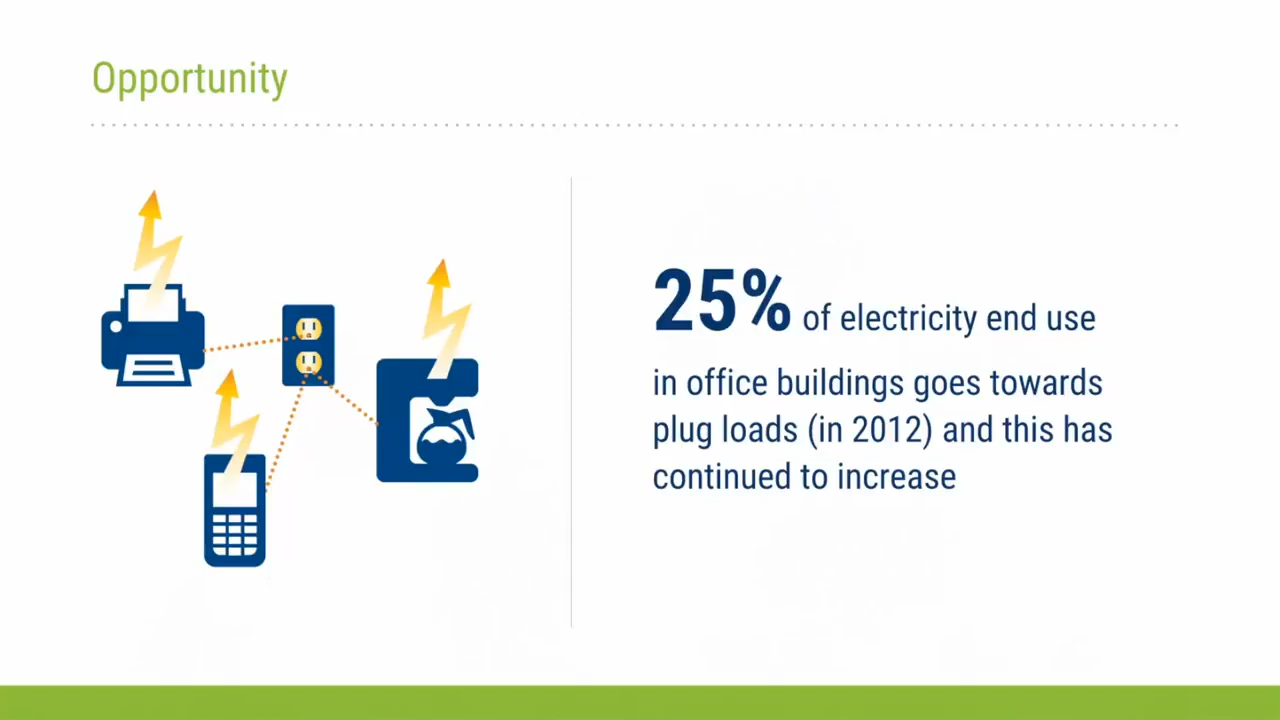 Opportunity
25% of electricity end use
in office buildings goes towards
plug loads (in 2012) and this has
continued to increase